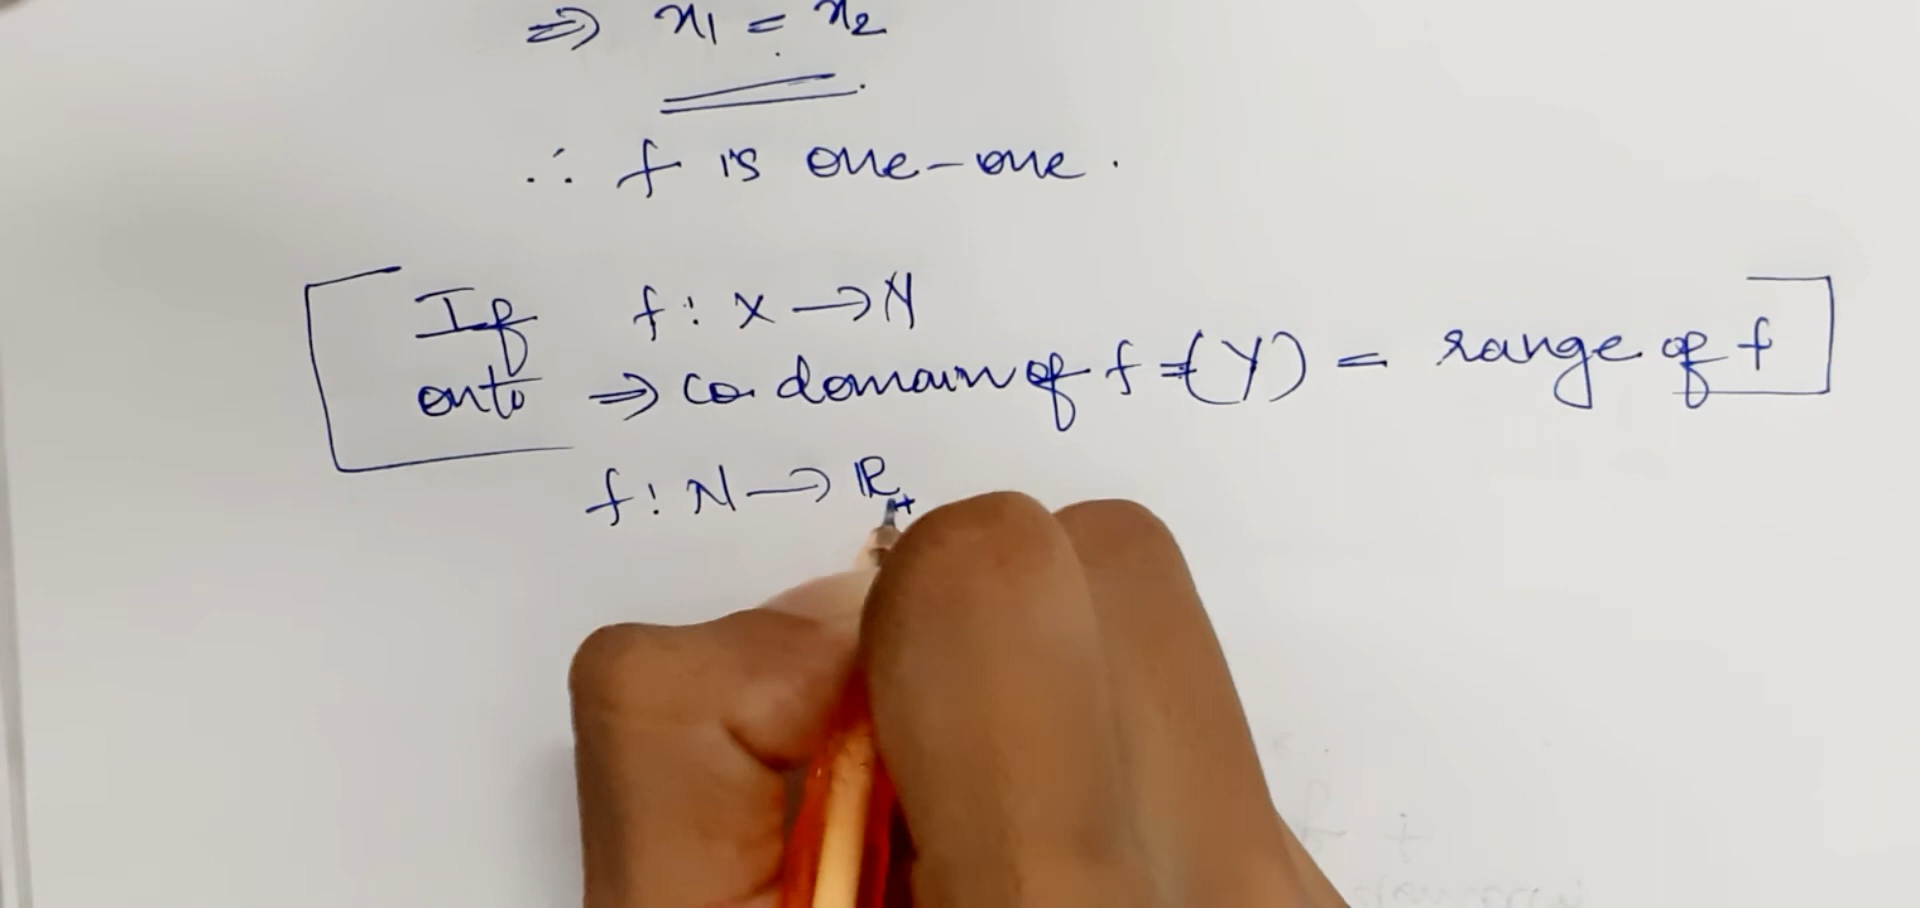 ⇒ x1 = x2
∴ f is one-one.
If f: X → Y
onto ⇒ co. domain of f = (Y) = range of f
f: N → R+